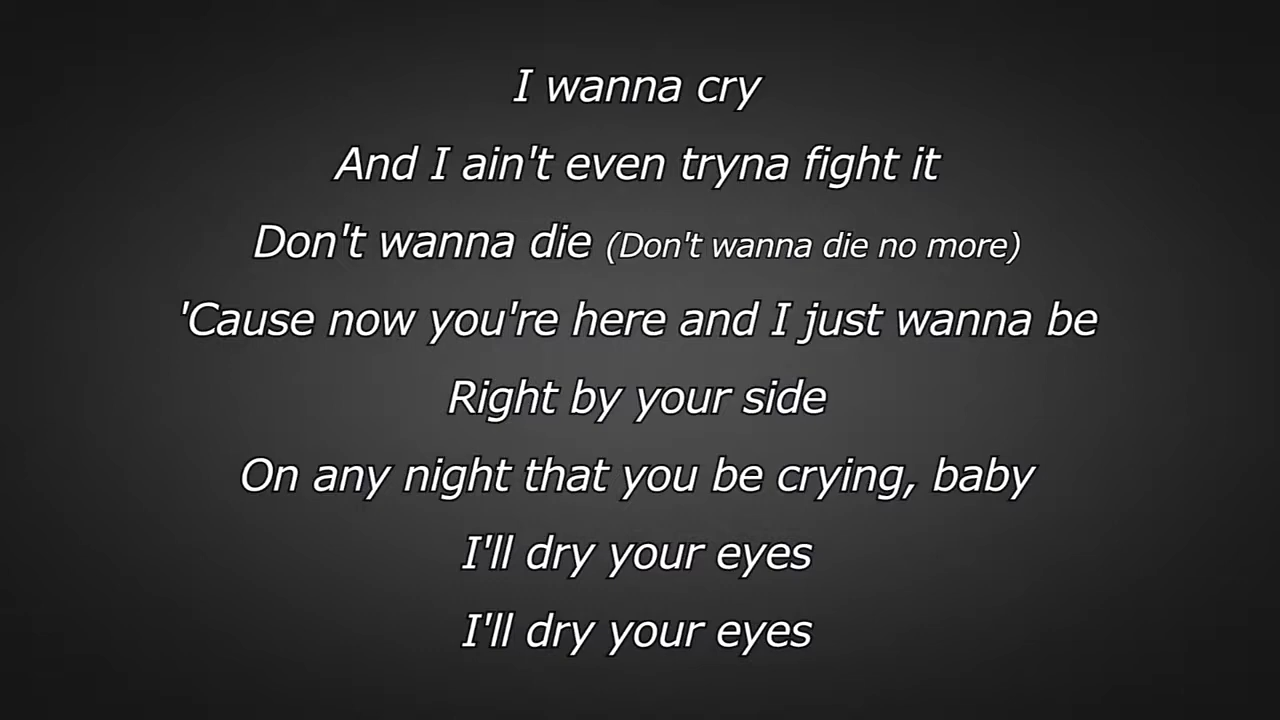 I wanna cry
And I ain't even tryna fight it
Don't wanna die (Don't wanna die no more)
'Cause now you're here and I just wanna be
Right by your side
On any night that you be crying, baby
I'll dry your eyes
I'll dry your eyes